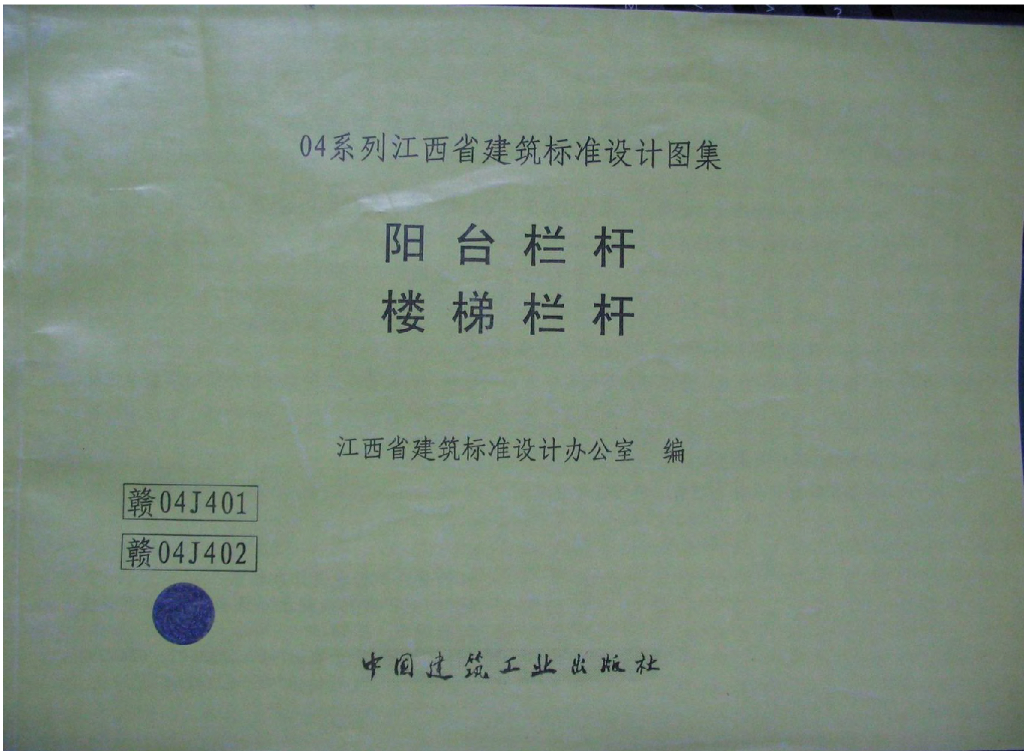 04系列江西省建筑标准设计图集
阳台栏杆
楼梯栏杆
江西省建筑标准设计办公室 编
赣04J401
赣04J402
中国建筑工业出版社